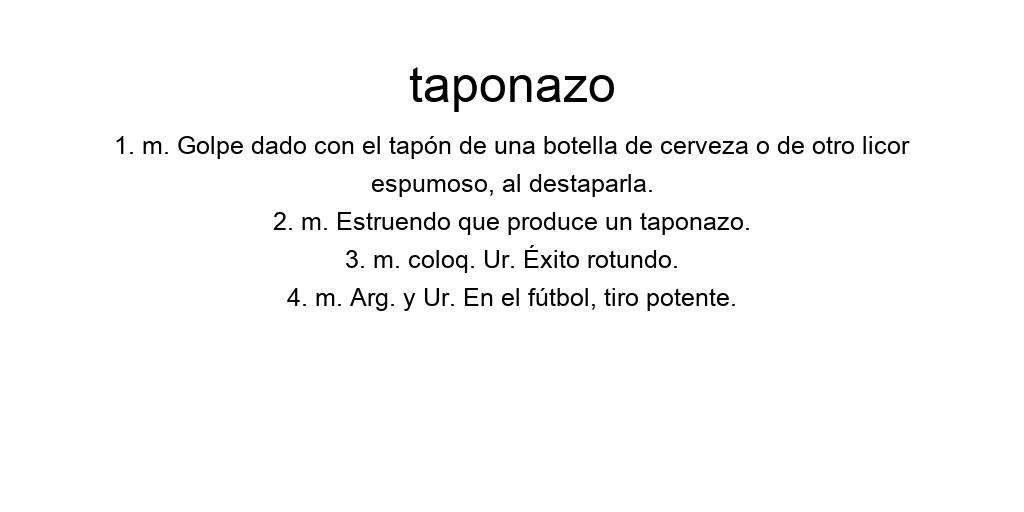 taponazo
1. m. Golpe dado con el tapón de una botella de cerveza o de otro licor
espumoso, al destaparla.
2. m. Estruendo que produce un taponazo.
3. m. coloq. Ur. Éxito rotundo.
4. m. Arg. y Ur. En el fútbol, tiro potente.